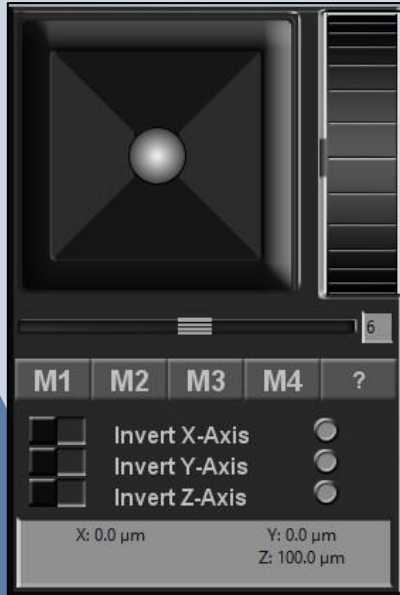 6
M1 M2 M3 M4 ?
Invert X-Axis
Invert Y-Axis
Invert Z-Axis
X: 0.0 µm Y: 0.0 µm
Z: 100.0 µm